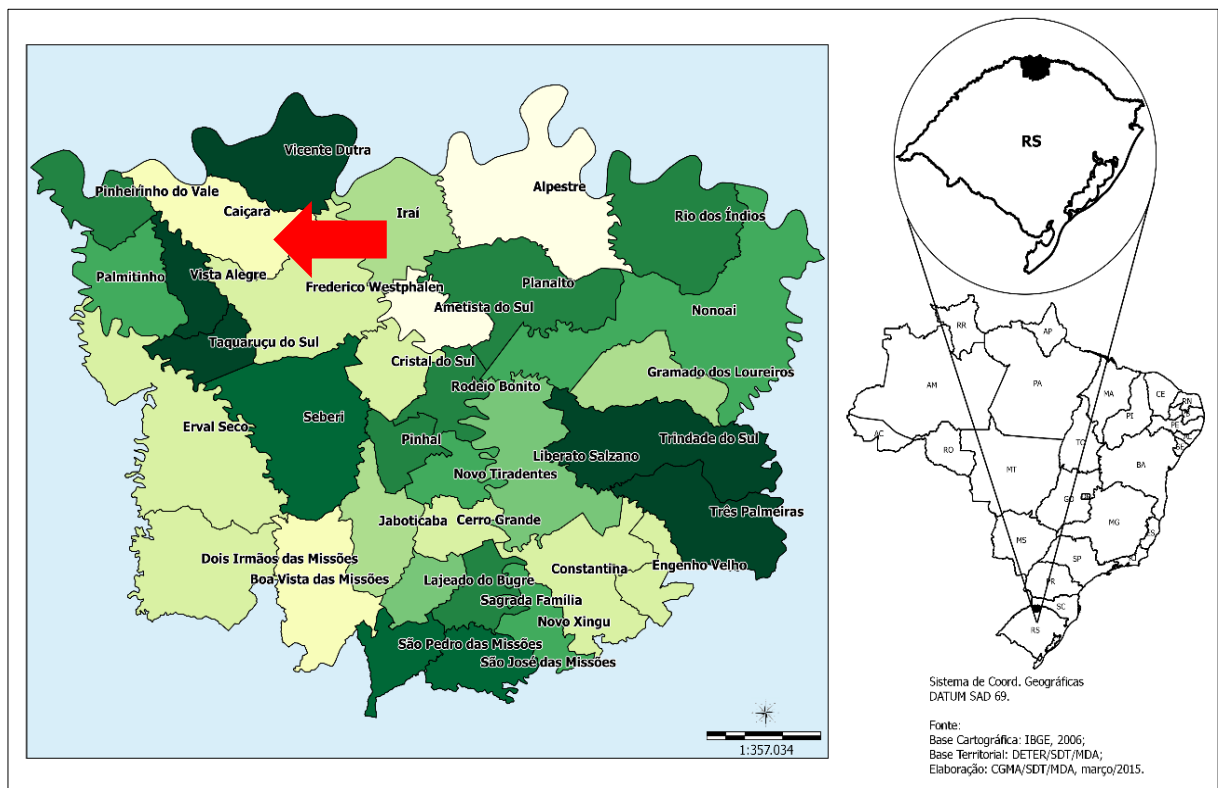 Vicente Dutra
Pinheirinho do Vale
Caiçara
Iraí
Alpestre
Rio dos Índios
Palmitinho
Vista Alegre
Frederico Westphalen
Planalto
Ametista do Sul
Nonoai
Taquaruçu do Sul
Cristal do Sul
Rodeio Bonito
Gramado dos Loureiros
Erval Seco
Seberi
Pinhal
Trindade do Sul
Liberato Salzano
Novo Tiradentes
Três Palmeiras
Jaboticaba
Cerro Grande
Dois Irmãos das Missões
Boa Vista das Missões
Constantina
Engenho Velho
Lajeado do Bugre
Sagrada Família
Novo Xingu
São Pedro das Missões
São José das Missões
1:357.034
RS
RR
AP
AM
PA
MA
CE
RN
PI
AC
RO
TO
MT
BA
GO
MG
MS
SP
PR
SC
RS
Sistema de Coord. Geográficas
DATUM SAD 69.
Fonte:
Base Cartográfica: IBGE, 2006;
Base Territorial: DETER/SDT/MDA;
Elaboração: CGMA/SDT/MDA, março/2015.